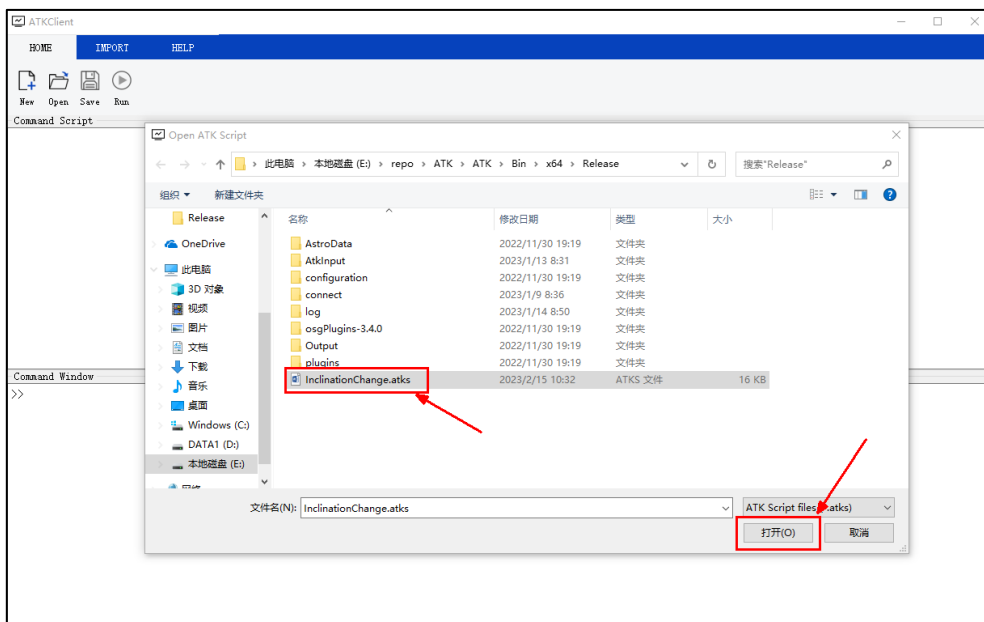 ATKClient
HOME IMPORT HELP
New Open Save Run
Command Script
Open ATK Script
此电脑 › 本地磁盘 (E:) › repo › ATK › ATK › Bin › x64 › Release
搜索"Release"
组织 新建文件夹
Release
OneDrive
此电脑
3D 对象
视频
图片
文档
下载
音乐
桌面
Windows (C:)
DATA1 (D:)
本地磁盘 (E:)
名称 修改日期 类型 大小
AstroData 2022/11/30 19:19 文件夹
AtkInput 2023/1/13 8:31 文件夹
configuration 2022/11/30 19:19 文件夹
connect 2023/1/9 8:36 文件夹
log 2023/1/14 8:50 文件夹
osgPlugins-3.4.0 2022/11/30 19:19 文件夹
Output 2022/11/30 19:19 文件夹
plugins 2022/11/30 19:19 文件夹
InclinationChange.atks 2023/2/15 10:32 ATKS 文件 16 KB
文件名(N): InclinationChange.atks
ATK Script files .atks)
打开(O) 取消
Command Window
>>